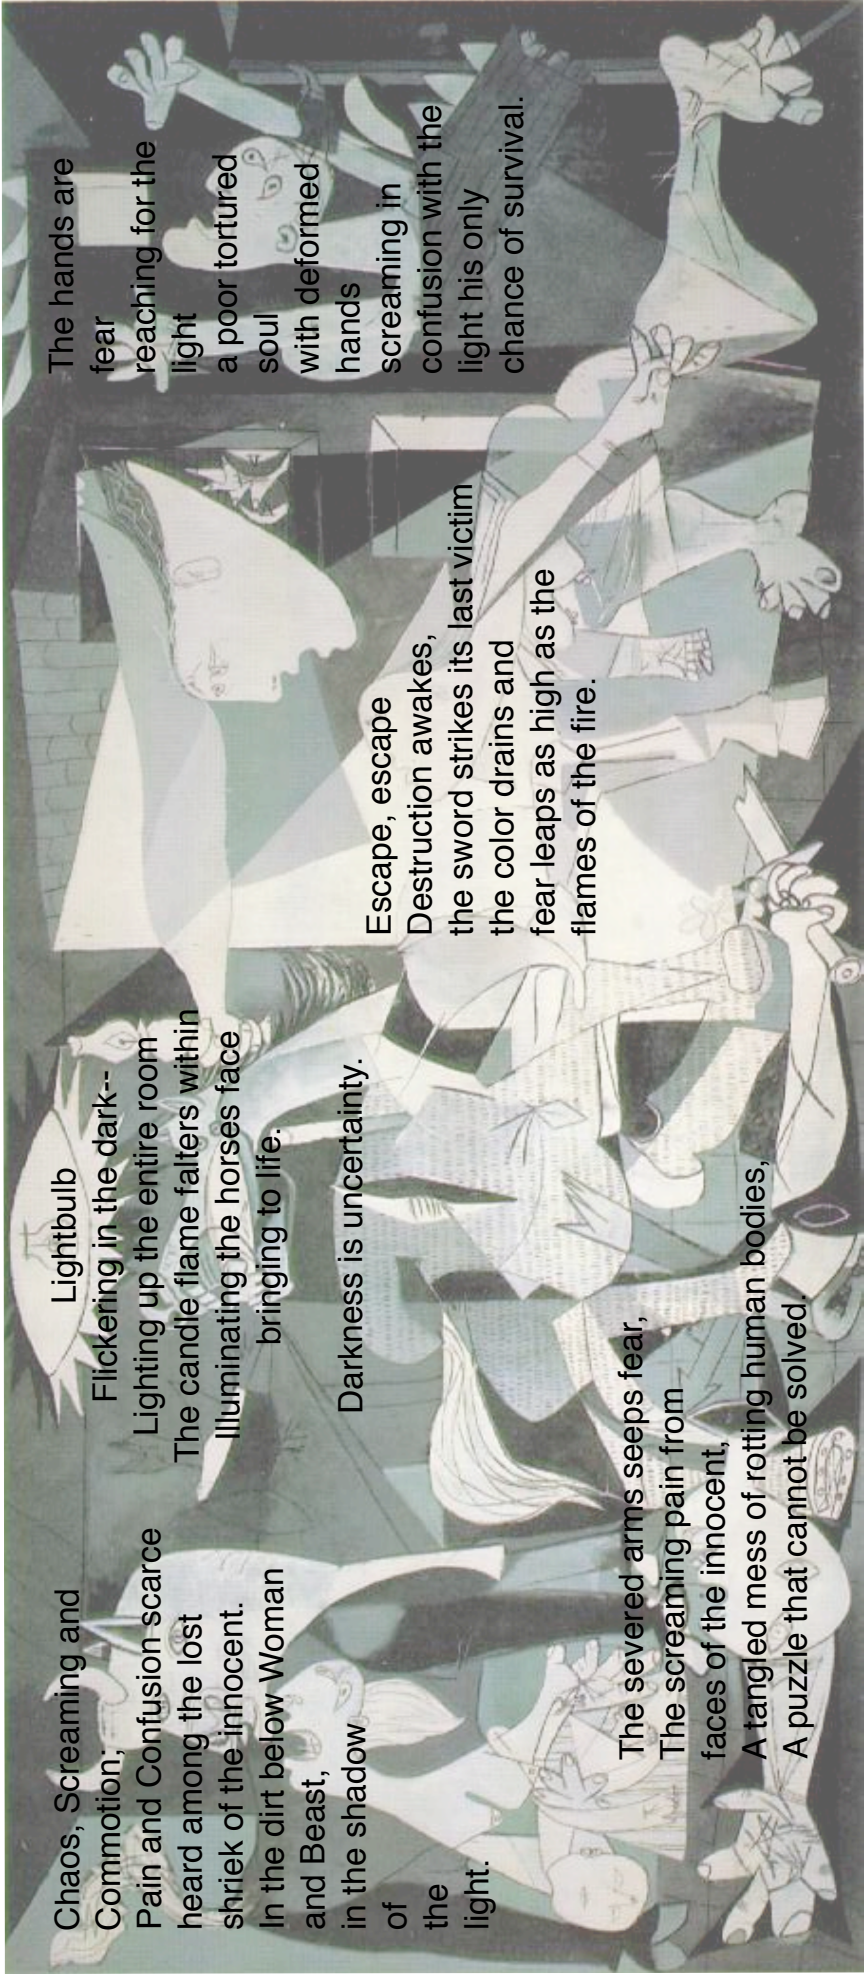 Chaos, Screaming and
Commotion;
Pain and Confusion scarce
heard among the lost
shriek of the innocent.
In the dirt below Woman
and Beast,
in the shadow
of
the
light.
The severed arms seeps fear,
The screaming pain from
faces of the innocent,
A tangled mess of rotting human bodies,
A puzzle that cannot be solved.
Lightbulb
Flickering in the dark--
Lighting up the entire room
The candle flame falters within
Illuminating the horses face
bringing to life.
Darkness is uncertainty.
Escape, escape
Destruction awakes,
the sword strikes its last victim
the color drains and
fear leaps as high as the
flames of the fire.
The hands are
fear
reaching for the
light
a poor tortured
soul
with deformed
hands
screaming in
confusion with the
light his only
chance of survival.